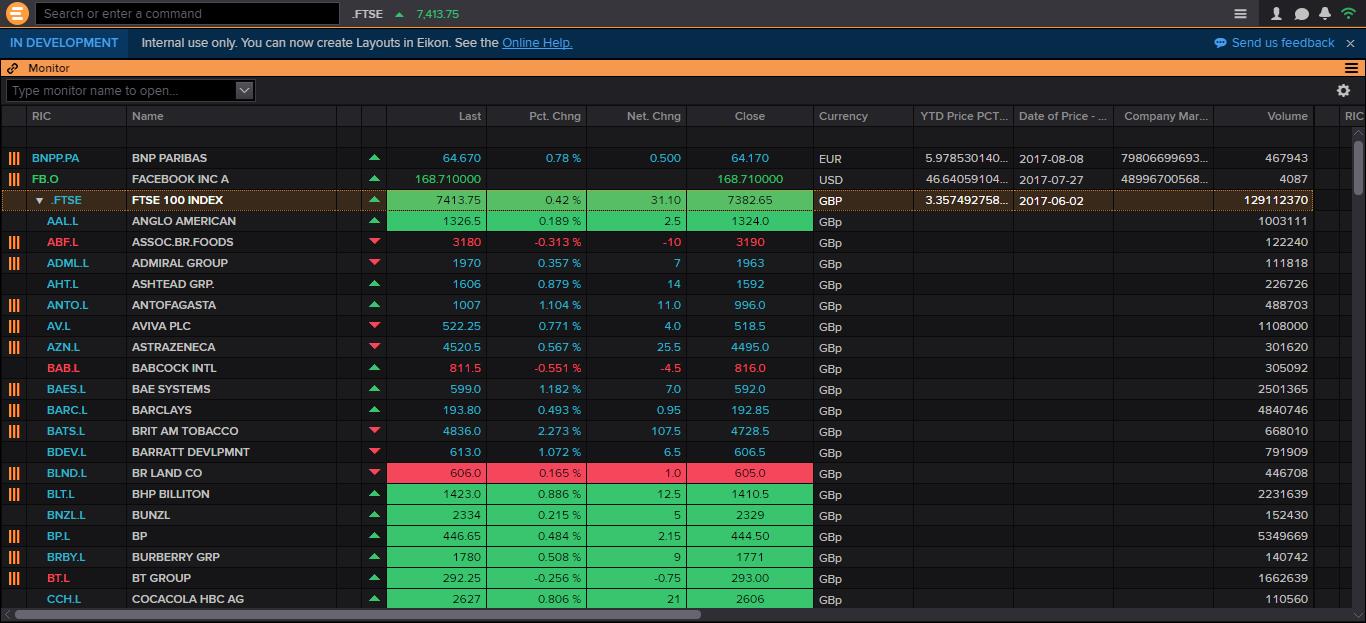 Search or enter a command .FTSE 7,413.75
IN DEVELOPMENT Internal use only. You can now create Layouts in Eikon. See the Online Help. Send us feedback
Monitor
Type monitor name to open...
RIC Name Last Pct. Chng Net. Chng Close Currency YTD Price PCT... Date of Price - ... Company Mar... Volume RIC
BNPP.PA BNP PARIBAS 64.670 0.78 % 0.500 64.170 EUR 5.978530140... 2017-08-08 79806699693... 467943
FB.O FACEBOOK INC A 168.710000 168.710000 USD 46.64059104... 2017-07-27 48996700568... 4087
.FTSE FTSE 100 INDEX 7413.75 0.42 % 31.10 7382.65 GBP 3.357492758... 2017-06-02 129112370
AAL.L ANGLO AMERICAN 1326.5 0.189 % 2.5 1324.0 GBp 1003111
ABF.L ASSOC.BR.FOODS 3180 -0.313 % -10 3190 GBp 122240
ADML.L ADMIRAL GROUP 1970 0.357 % 7 1963 GBp 111818
AHT.L ASHTEAD GRP. 1606 0.879 % 14 1592 GBp 226726
ANTO.L ANTOFAGASTA 1007 1.104 % 11.0 996.0 GBp 488703
AV.L AVIVA PLC 522.25 0.771 % 4.0 518.5 GBp 1108000
AZN.L ASTRAZENECA 4520.5 0.567 % 25.5 4495.0 GBp 301620
BAB.L BABCOCK INTL 811.5 -0.551 % -4.5 816.0 GBp 305092
BAES.L BAE SYSTEMS 599.0 1.182 % 7.0 592.0 GBp 2501365
BARC.L BARCLAYS 193.80 0.493 % 0.95 192.85 GBp 4840746
BATS.L BRIT AM TOBACCO 4836.0 2.273 % 107.5 4728.5 GBp 668010
BDEV.L BARRATT DEVLPMNT 613.0 1.072 % 6.5 606.5 GBp 791909
BLND.L BR LAND CO 606.0 0.165 % 1.0 605.0 GBp 446708
BLT.L BHP BILLITON 1423.0 0.886 % 12.5 1410.5 GBp 2231639
BNZL.L BUNZL 2334 0.215 % 5 2329 GBp 152430
BP.L BP 446.65 0.484 % 2.15 444.50 GBp 5349669
BRBY.L BURBERRY GRP 1780 0.508 % 9 1771 GBp 140742
BT.L BT GROUP 292.25 -0.256 % -0.75 293.00 GBp 1662639
CCH.L COCACOLA HBC AG 2627 0.806 % 21 2606 GBp 110560